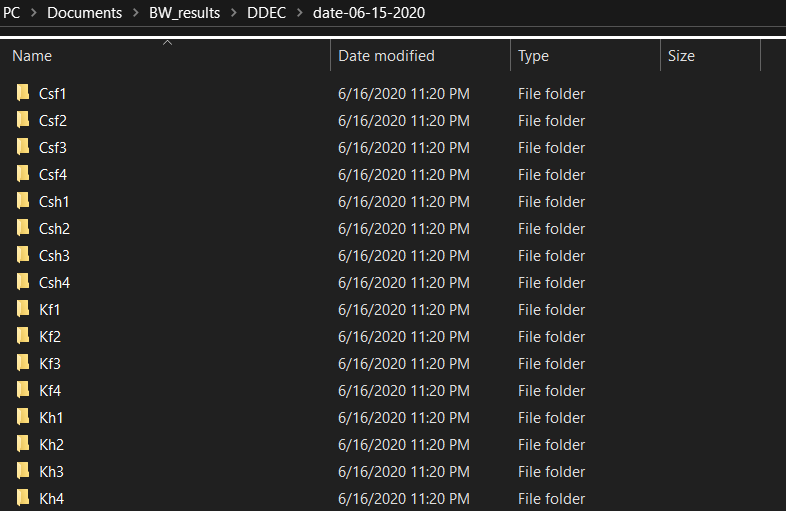 PC > Documents > BW_results > DDEC > date-06-15-2020
Name Date modified Type Size
Csf1 6/16/2020 11:20 PM File folder
Csf2 6/16/2020 11:20 PM File folder
Csf3 6/16/2020 11:20 PM File folder
Csf4 6/16/2020 11:20 PM File folder
Csh1 6/16/2020 11:20 PM File folder
Csh2 6/16/2020 11:20 PM File folder
Csh3 6/16/2020 11:20 PM File folder
Csh4 6/16/2020 11:20 PM File folder
Kf1 6/16/2020 11:20 PM File folder
Kf2 6/16/2020 11:20 PM File folder
Kf3 6/16/2020 11:20 PM File folder
Kf4 6/16/2020 11:20 PM File folder
Kh1 6/16/2020 11:20 PM File folder
Kh2 6/16/2020 11:20 PM File folder
Kh3 6/16/2020 11:20 PM File folder
Kh4 6/16/2020 11:20 PM File folder